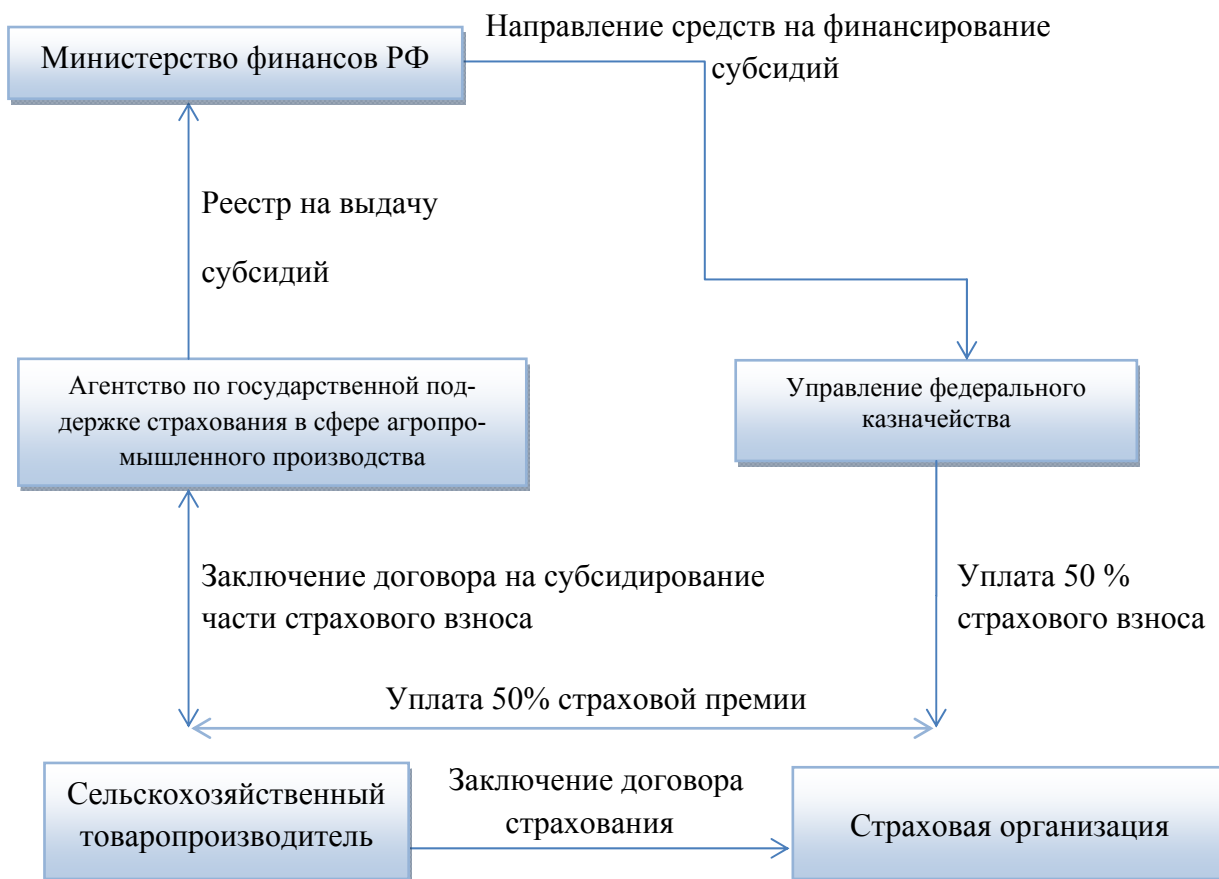 Министерство финансов РФ
Направление средств на финансирование
субсидий
Реестр на выдачу
субсидий
Агентство по государственной под-
держке страхования в сфере агропро-
мышленного производства
Управление федерального
казначейства
Заключение договора на субсидирование
части страхового взноса
Уплата 50 %
страхового взноса
Уплата 50% страховой премии
Сельскохозяйственный
товаропроизводитель
Заключение договора
страхования
Страховая организация